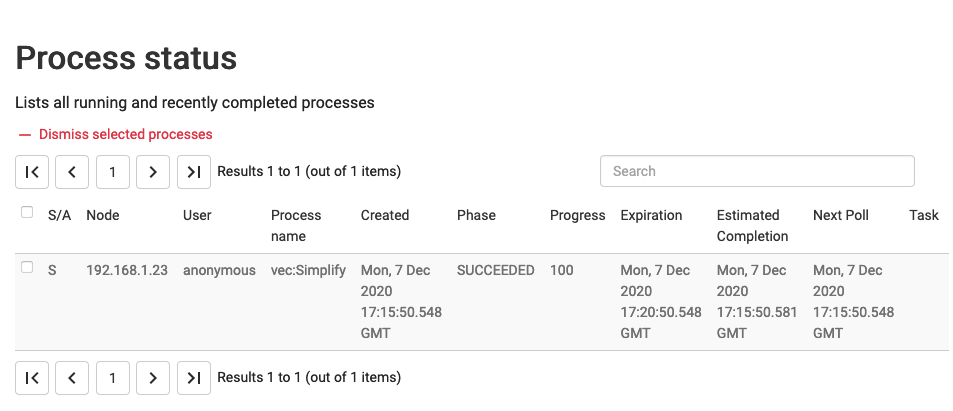 Process status
Lists all running and recently completed processes
— Dismiss selected processes
1 Results 1 to 1 (out of 1 items) Search
S/A Node User Process name Created Phase Progress Expiration Estimated Completion Next Poll Task
S 192.168.1.23 anonymous vec:Simplify Mon, 7 Dec 2020 17:15:50.548 GMT SUCCEEDED 100 Mon, 7 Dec 2020 17:20:50.548 GMT Mon, 7 Dec 2020 17:15:50.581 GMT Mon, 7 Dec 2020 17:15:50.548 GMT
1 Results 1 to 1 (out of 1 items)